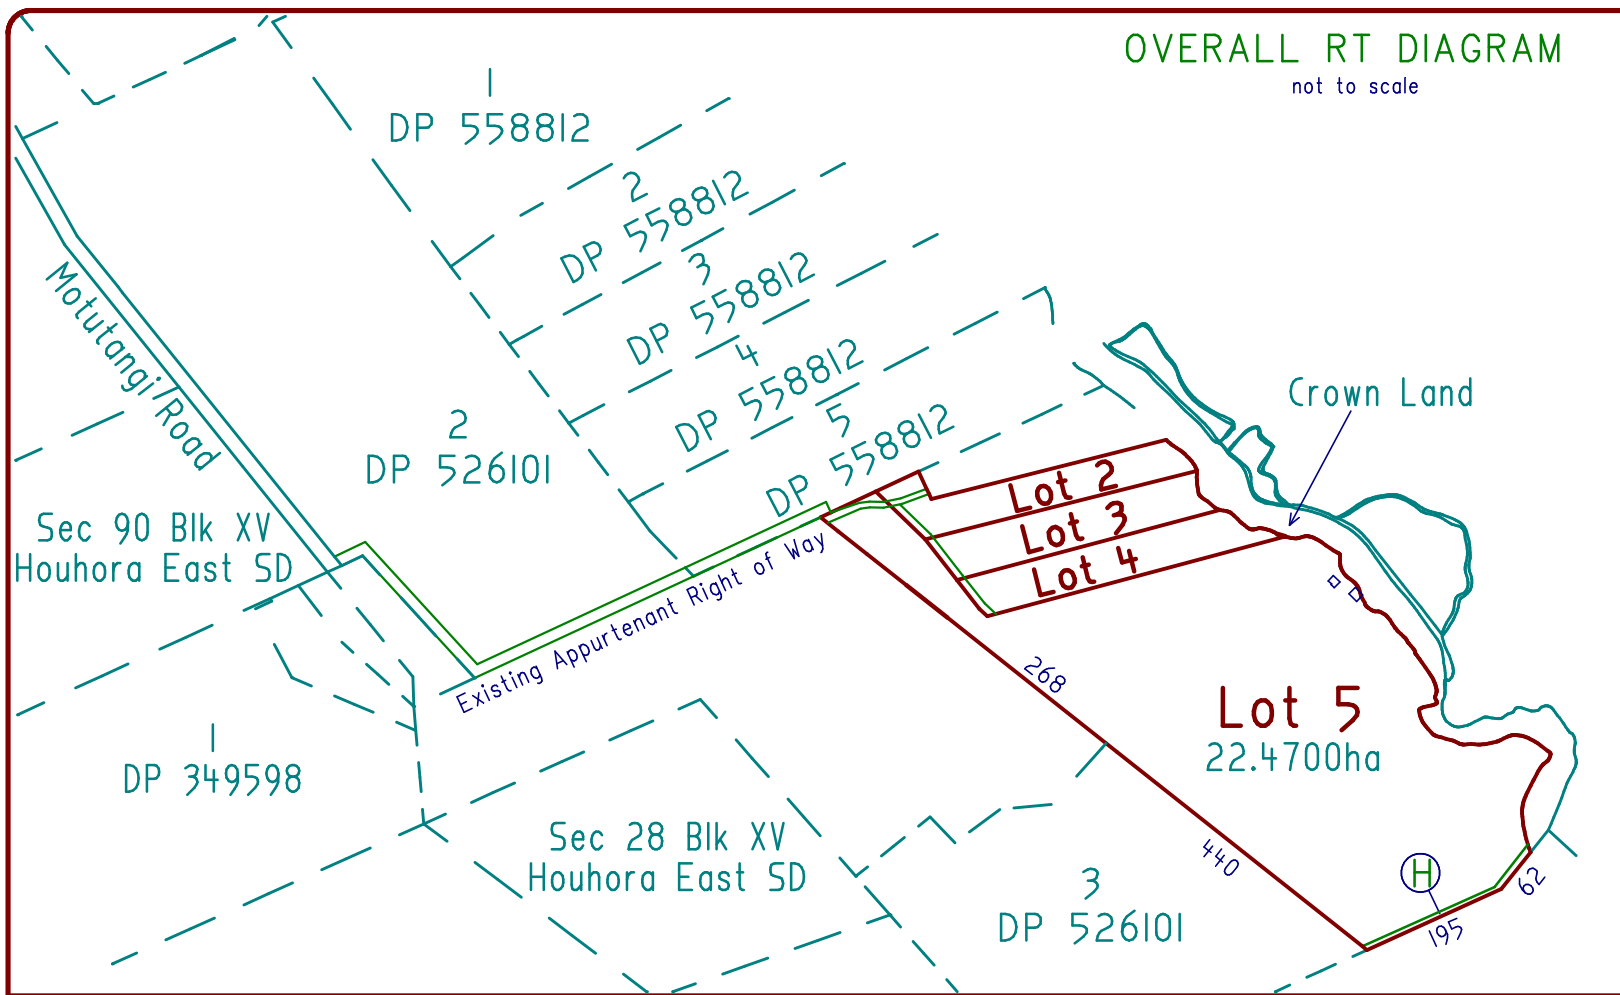 OVERALL RT DIAGRAM
not to scale
1
DP 558812
2
DP 558812
3
DP 558812
4
DP 558812
5
DP 558812
Motutangi Road
2
DP 526101
Crown Land
Sec 90 Blk XV
Houhora East SD
Lot 2
Lot 3
Lot 4
Existing Appurtenant Right of Way
268
Lot 5
22.4700ha
1
DP 349598
Sec 28 Blk XV
Houhora East SD
440
3
DP 526101
H
62
195